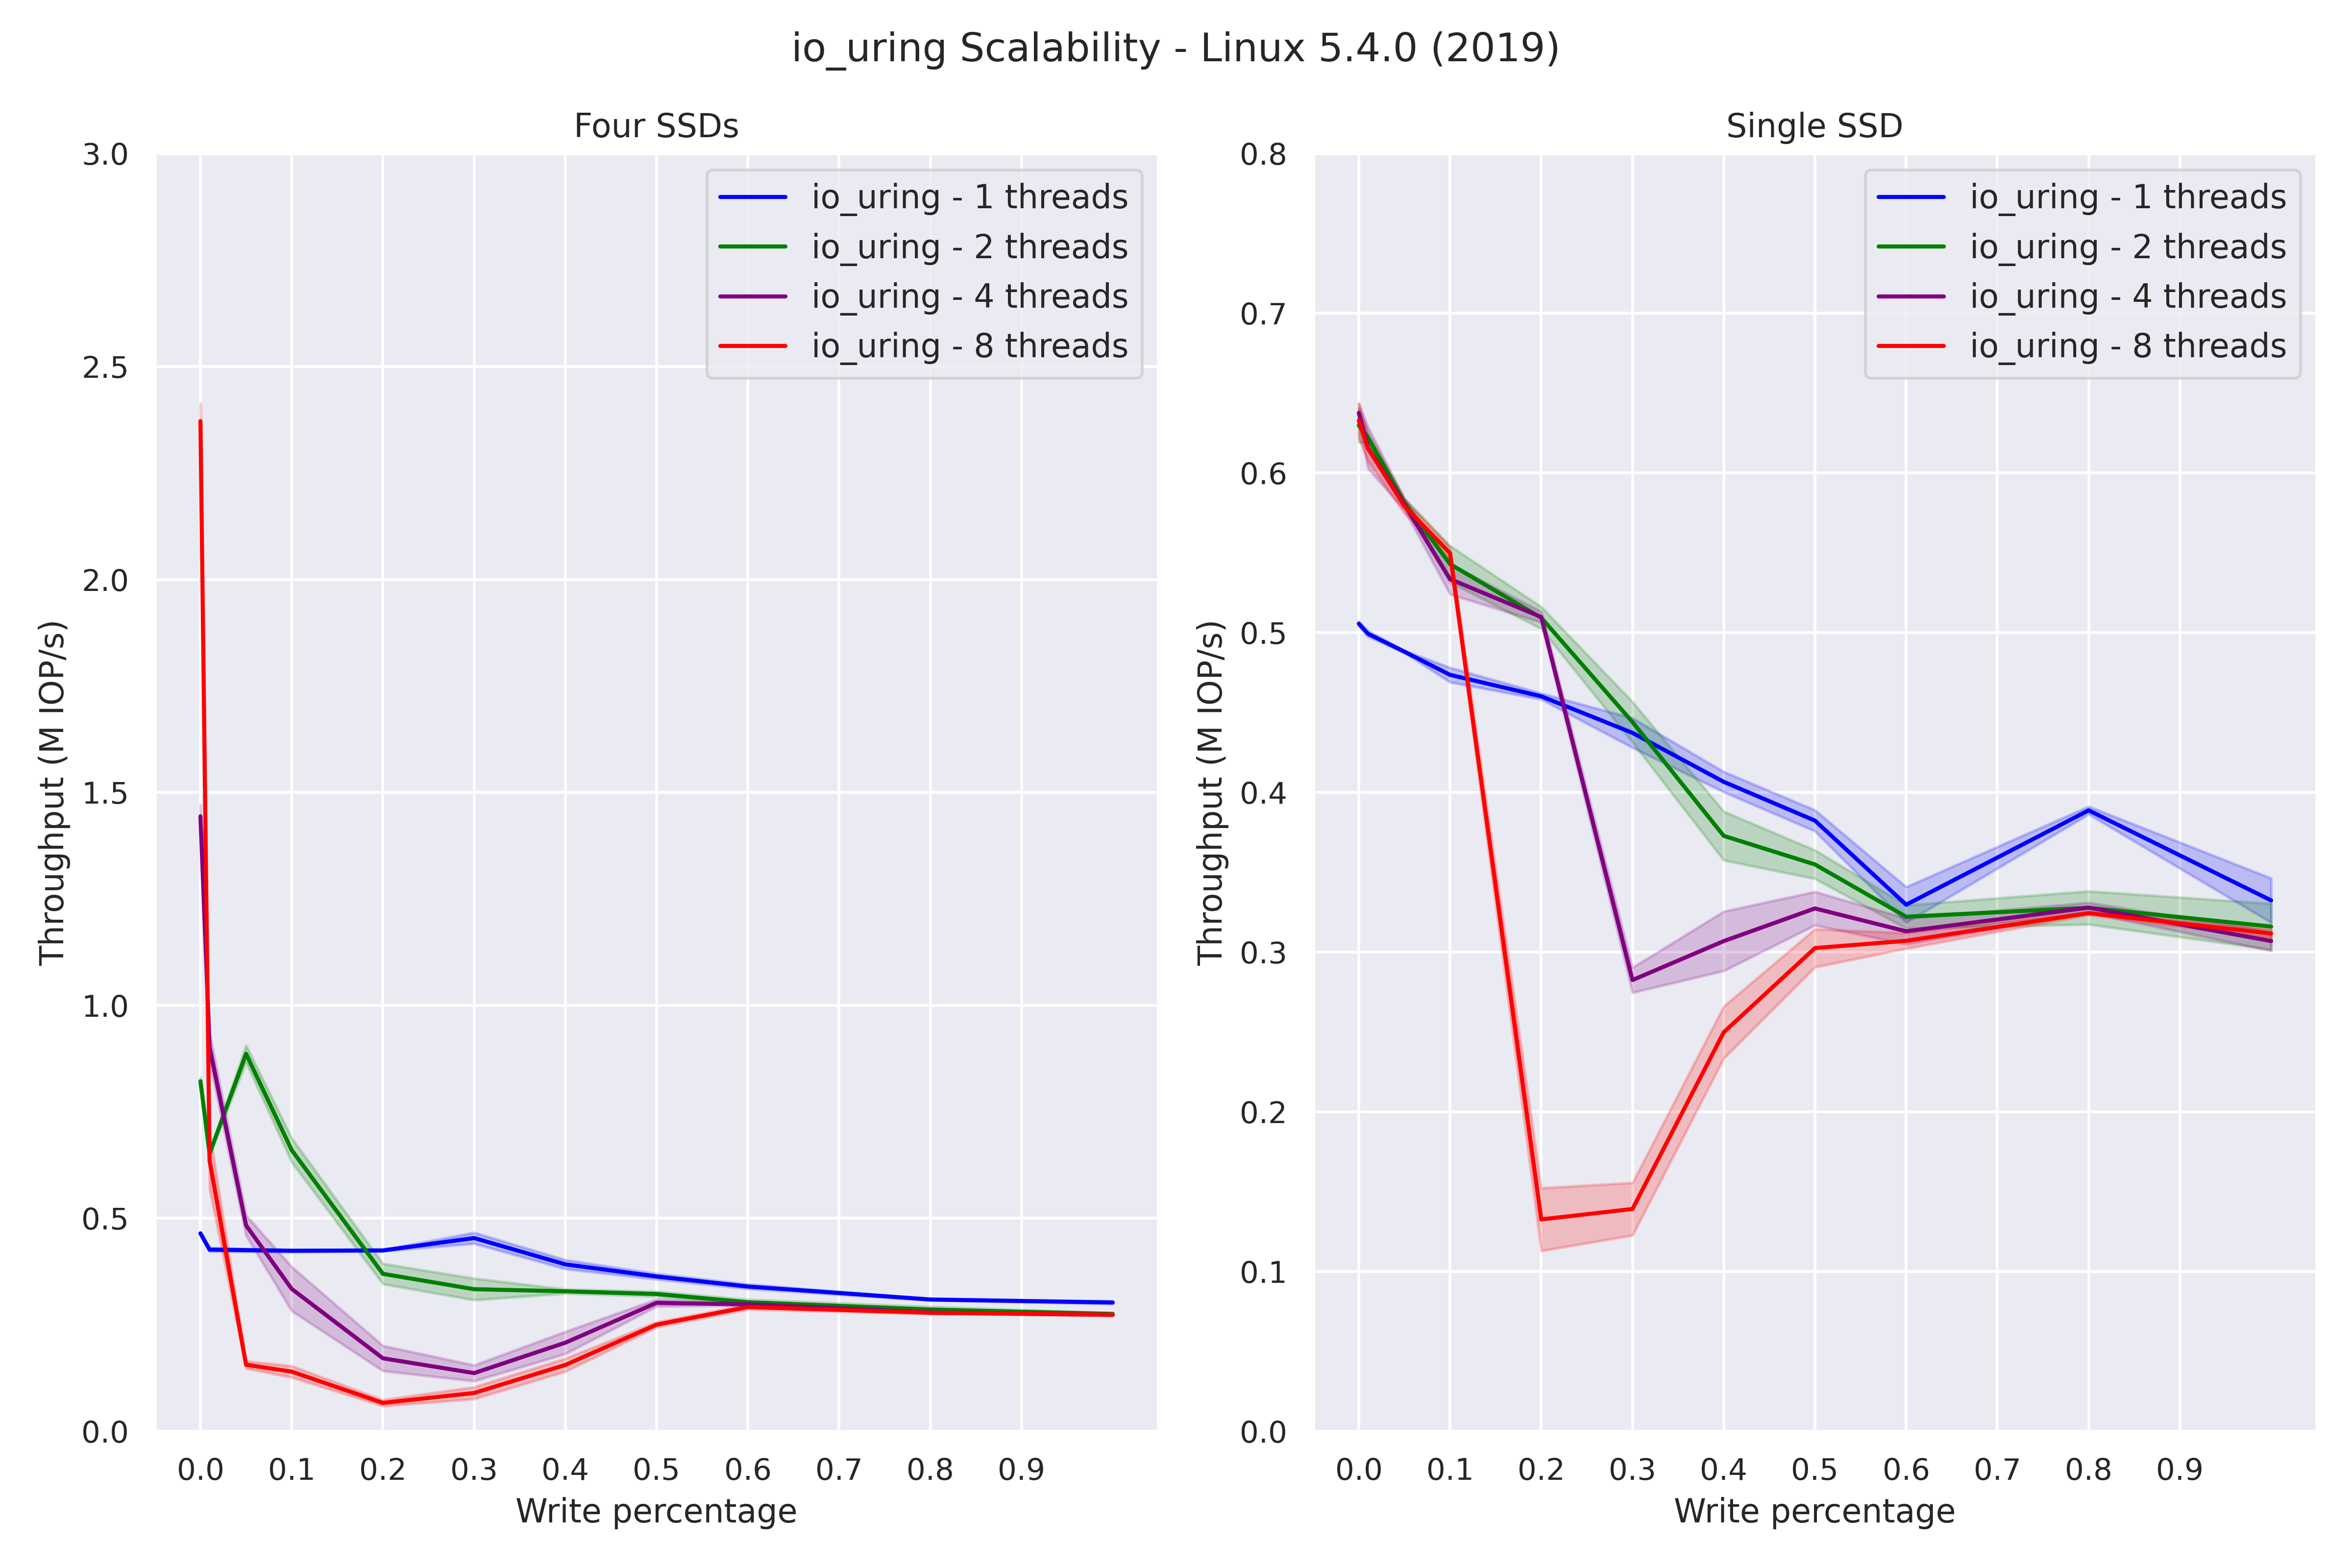 io_uring Scalability - Linux 5.4.0 (2019)
Four SSDs
3.0
2.5
2.0
1.5
1.0
0.5
0.0
Throughput (M IOP/s)
io_uring - 1 threads
io_uring - 2 threads
io_uring - 4 threads
io_uring - 8 threads
0.0 0.1 0.2 0.3 0.4 0.5 0.6 0.7 0.8 0.9
Write percentage
Single SSD
0.8
0.7
0.6
0.5
0.4
0.3
0.2
0.1
0.0
Throughput (M IOP/s)
io_uring - 1 threads
io_uring - 2 threads
io_uring - 4 threads
io_uring - 8 threads
0.0 0.1 0.2 0.3 0.4 0.5 0.6 0.7 0.8 0.9
Write percentage